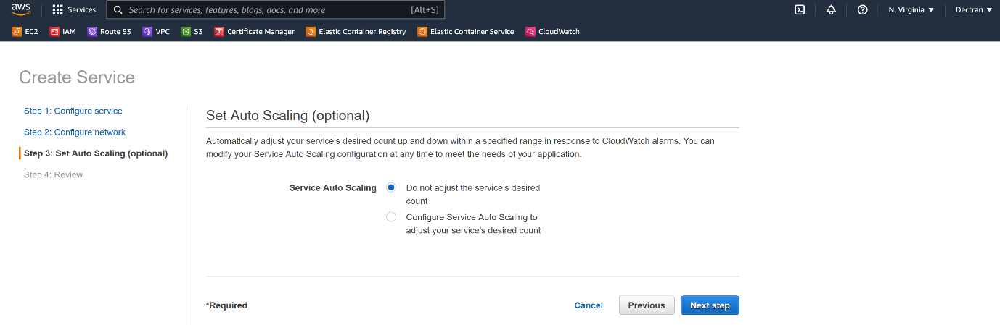 aws
Services
Search for services, features, blogs, docs, and more [Alt+S]
N. Virginia
Dectran
EC2 IAM Route 53 VPC S3 Certificate Manager Elastic Container Registry Elastic Container Service CloudWatch
Create Service
Step 1: Configure service
Step 2: Configure network
Step 3: Set Auto Scaling (optional)
Step 4: Review
Set Auto Scaling (optional)
Automatically adjust your service’s desired count up and down within a specified range in response to CloudWatch alarms. You can
modify your Service Auto Scaling configuration at any time to meet the needs of your application.
Service Auto Scaling
Do not adjust the service’s desired
count
Configure Service Auto Scaling to
adjust your service’s desired count
*Required
Cancel
Previous
Next step